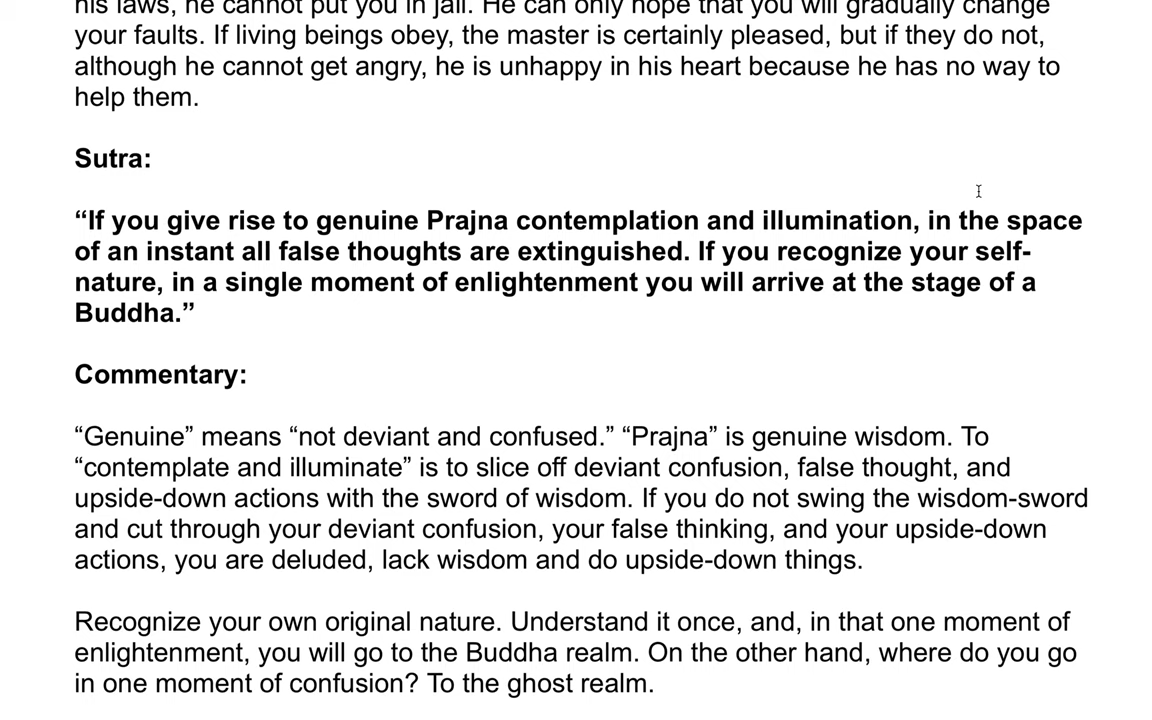 his laws, he cannot put you in jail. He can only hope that you will gradually change
your faults. If living beings obey, the master is certainly pleased, but if they do not,
although he cannot get angry, he is unhappy in his heart because he has no way to
help them.
Sutra:
“If you give rise to genuine Prajna contemplation and illumination, in the space
of an instant all false thoughts are extinguished. If you recognize your self-
nature, in a single moment of enlightenment you will arrive at the stage of a
Buddha.”
Commentary:
“Genuine” means “not deviant and confused.” “Prajna” is genuine wisdom. To
“contemplate and illuminate” is to slice off deviant confusion, false thought, and
upside-down actions with the sword of wisdom. If you do not swing the wisdom-sword
and cut through your deviant confusion, your false thinking, and your upside-down
actions, you are deluded, lack wisdom and do upside-down things.
Recognize your own original nature. Understand it once, and, in that one moment of
enlightenment, you will go to the Buddha realm. On the other hand, where do you go
in one moment of confusion? To the ghost realm.